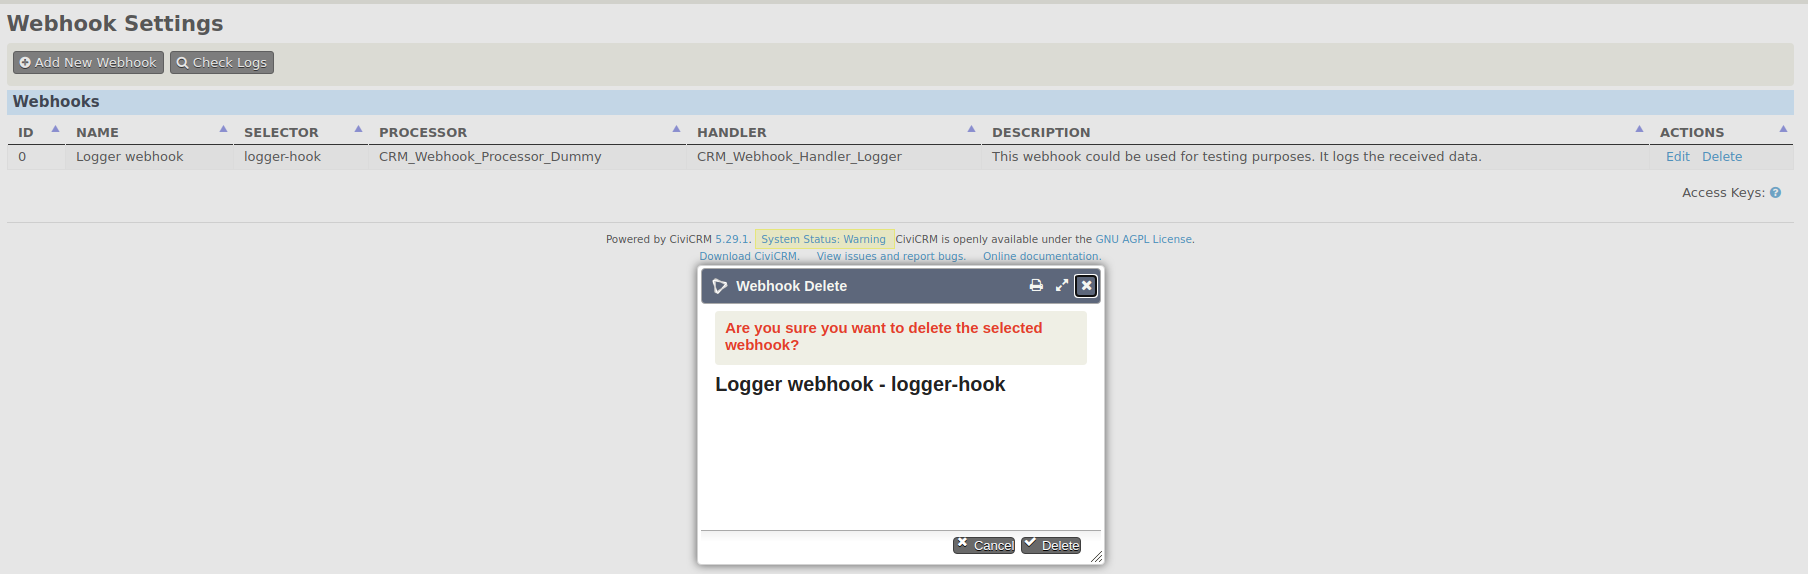 Webhook Settings
Add New Webhook Check Logs
Webhooks
ID NAME SELECTOR PROCESSOR HANDLER DESCRIPTION ACTIONS
0 Logger webhook logger-hook CRM_Webhook_Processor_Dummy CRM_Webhook_Handler_Logger This webhook could be used for testing purposes. It logs the received data. Edit Delete
Access Keys: ?
Powered by CiviCRM 5.29.1. System Status: Warning CiviCRM is openly available under the GNU AGPL License.
Download CiviCRM. View issues and report bugs. Online documentation.
Webhook Delete
Are you sure you want to delete the selected
webhook?
Logger webhook - logger-hook
Cancel Delete